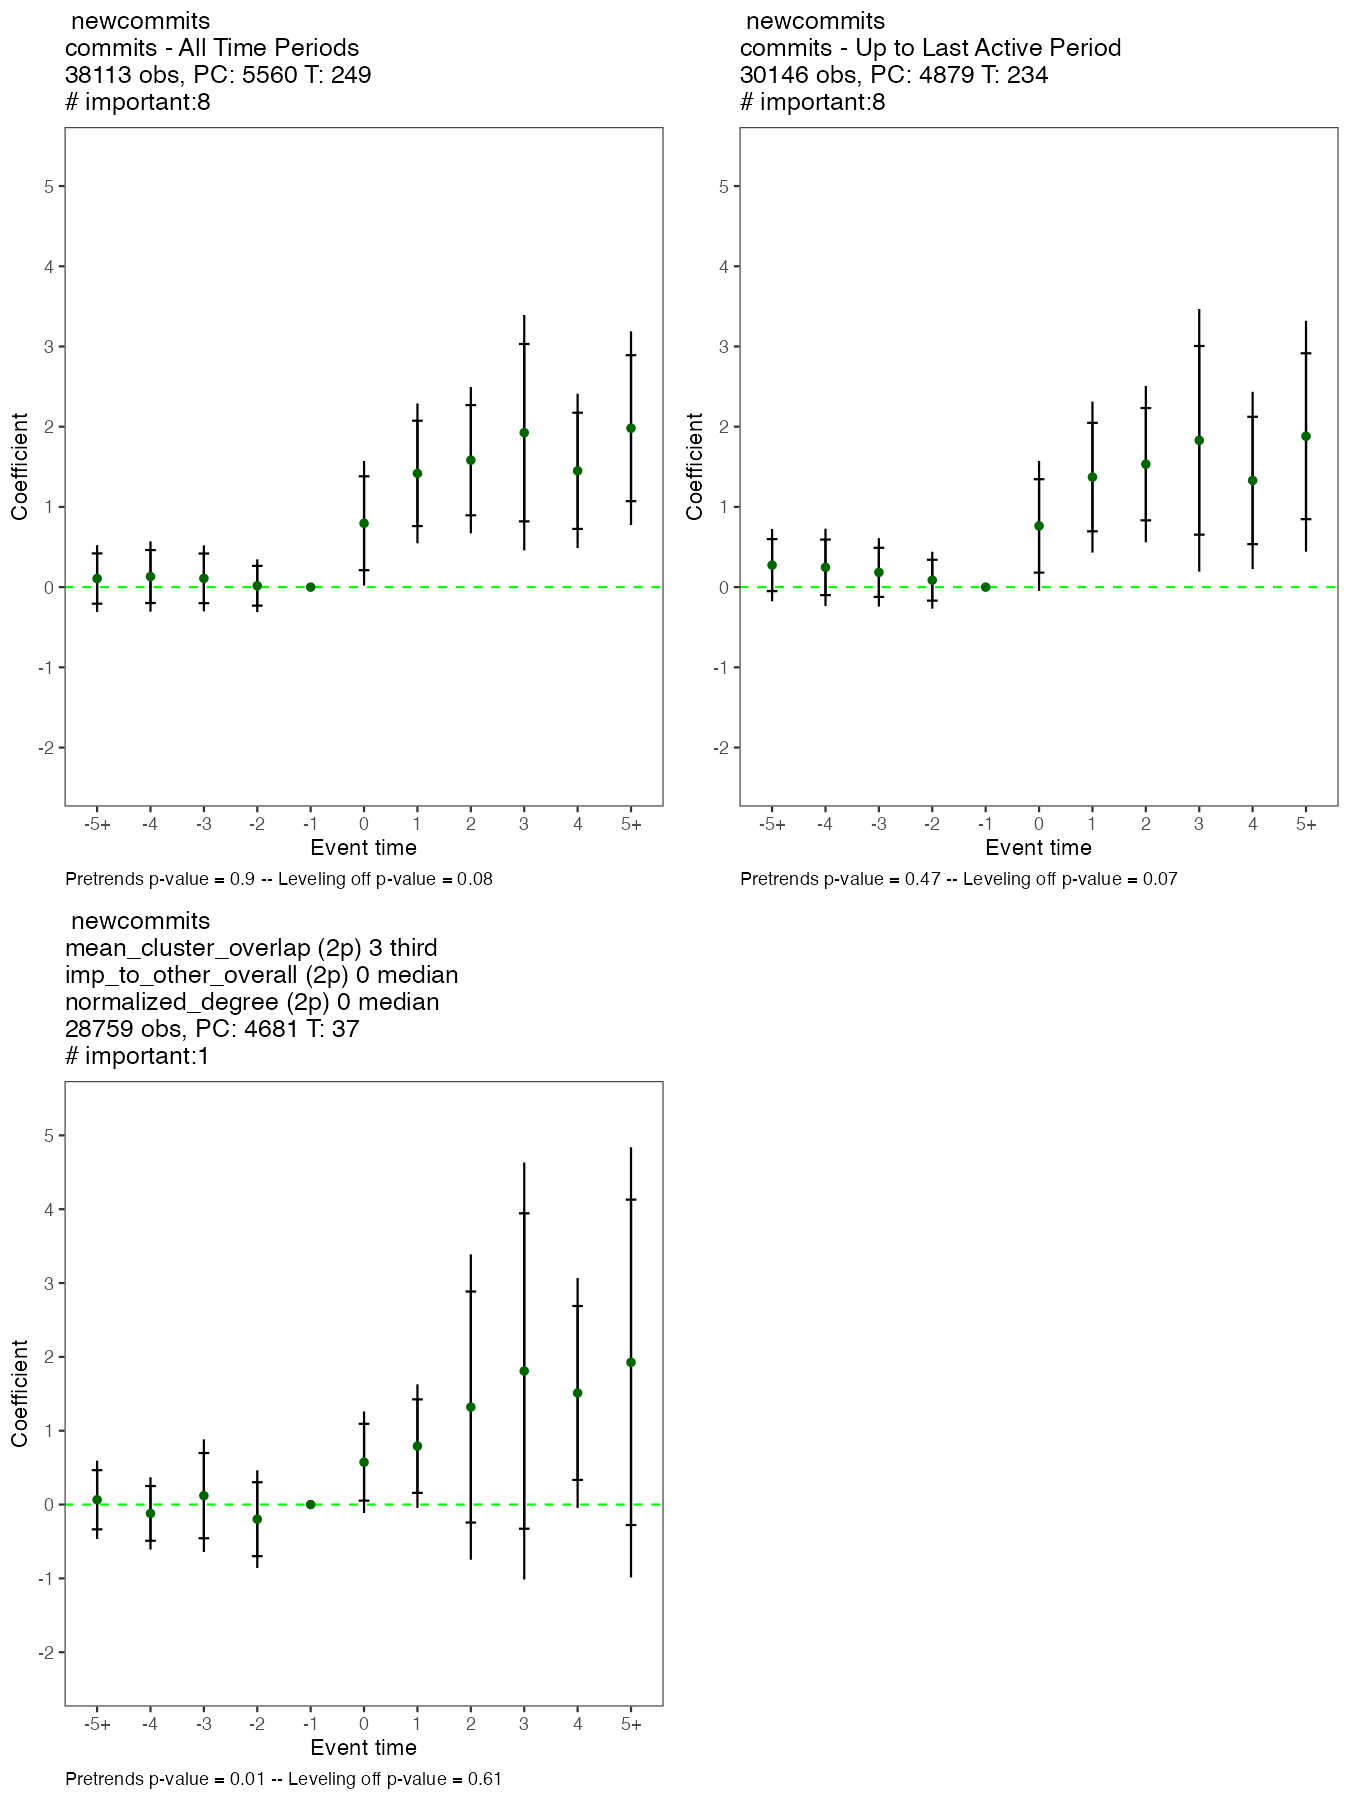 newcommits
commits - All Time Periods
38113 obs, PC: 5560 T: 249
# important:8
5
4
3
2
1
0
-1
-2
Coefficient
-5+ -4 -3 -2 -1 0 1 2 3 4 5+
Event time
Pretrends p-value = 0.9 -- Leveling off p-value = 0.08
newcommits
commits - Up to Last Active Period
30146 obs, PC: 4879 T: 234
# important:8
5
4
3
2
1
0
-1
-2
Coefficient
-5+ -4 -3 -2 -1 0 1 2 3 4 5+
Event time
Pretrends p-value = 0.47 -- Leveling off p-value = 0.07
newcommits
mean_cluster_overlap (2p) 3 third
imp_to_other_overall (2p) 0 median
normalized_degree (2p) 0 median
28759 obs, PC: 4681 T: 37
# important:1
5
4
3
2
1
0
-1
-2
Coefficient
-5+ -4 -3 -2 -1 0 1 2 3 4 5+
Event time
Pretrends p-value = 0.01 -- Leveling off p-value = 0.61